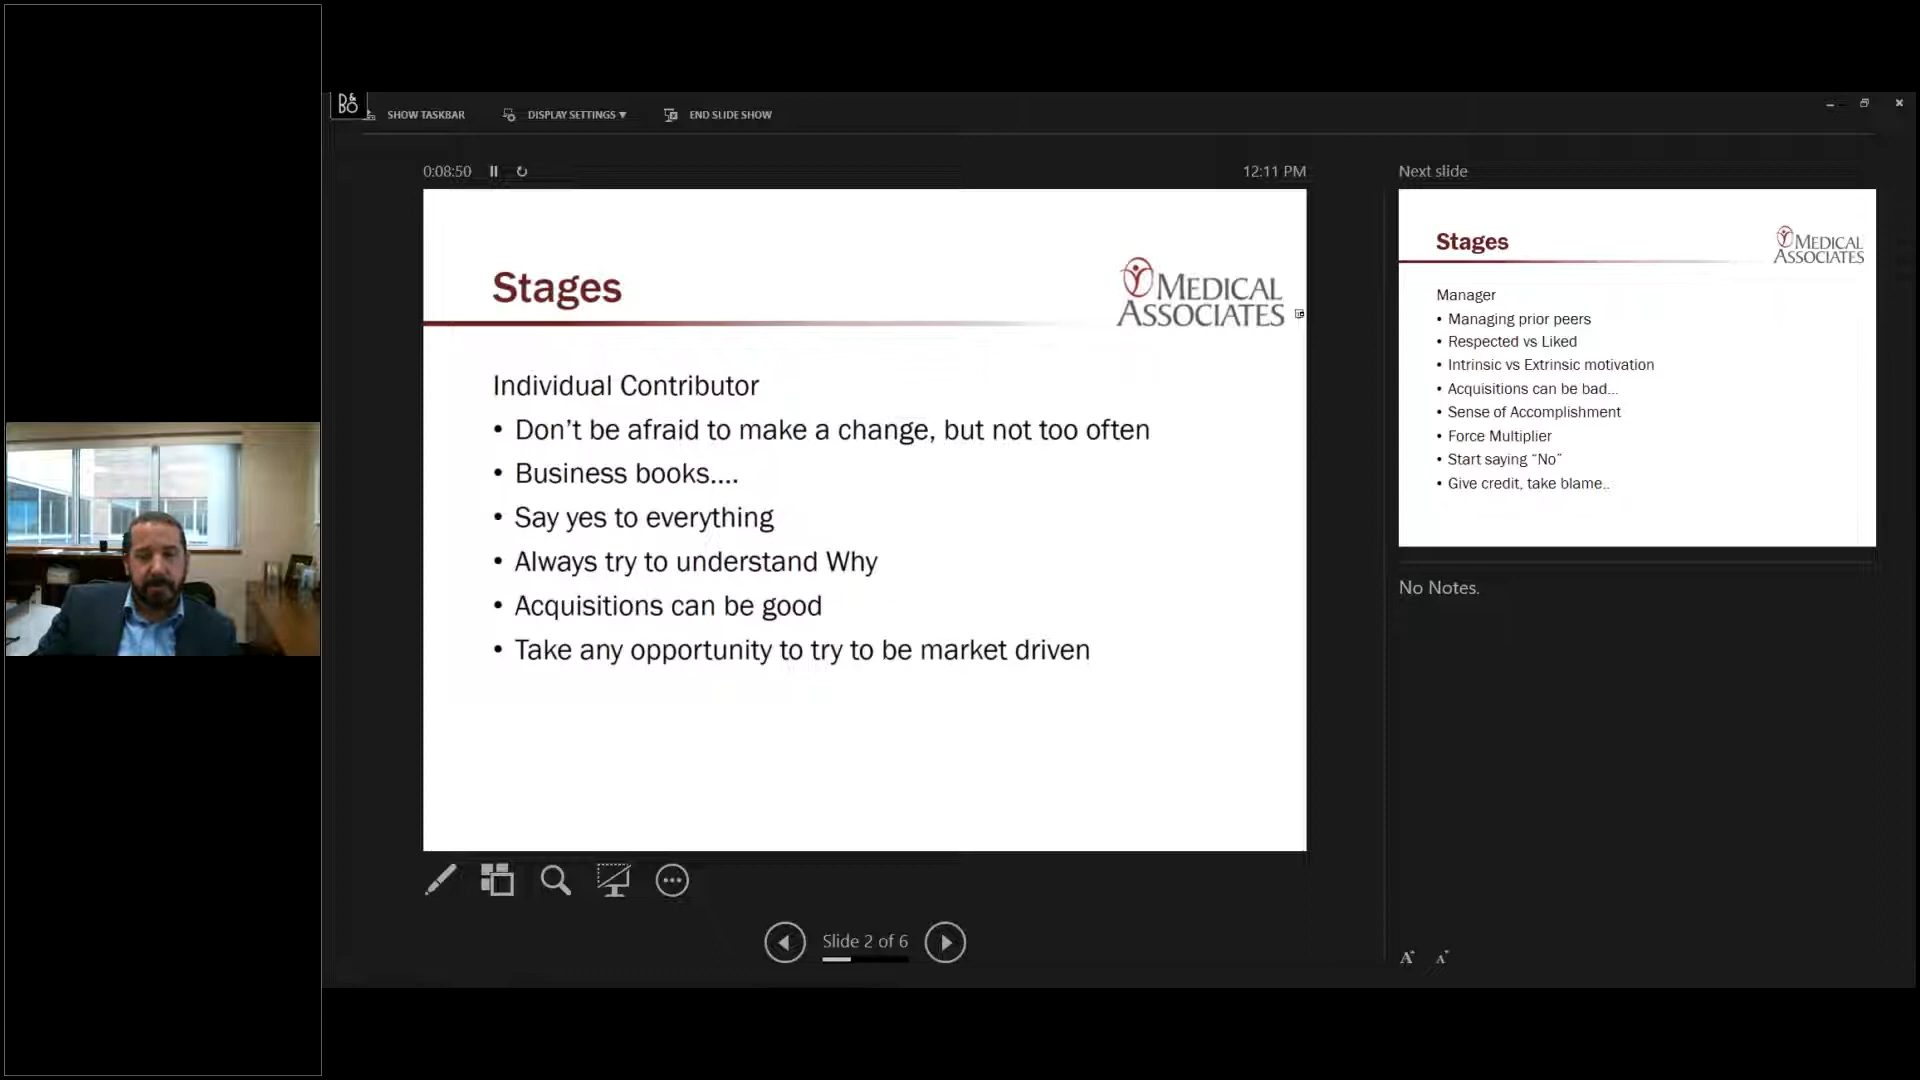 B&O
SHOW TASKBAR
DISPLAY SETTINGS ▾
END SLIDE SHOW
0:08:50
12:11 PM
Stages
MEDICAL
ASSOCIATES
Individual Contributor
• Don’t be afraid to make a change, but not too often
• Business books....
• Say yes to everything
• Always try to understand Why
• Acquisitions can be good
• Take any opportunity to try to be market driven
Slide 2 of 6
Next slide
Stages
MEDICAL
ASSOCIATES
Manager
• Managing prior peers
• Respected vs Liked
• Intrinsic vs Extrinsic motivation
• Acquisitions can be bad...
• Sense of Accomplishment
• Force Multiplier
• Start saying “No”
• Give credit, take blame..
No Notes.
A A